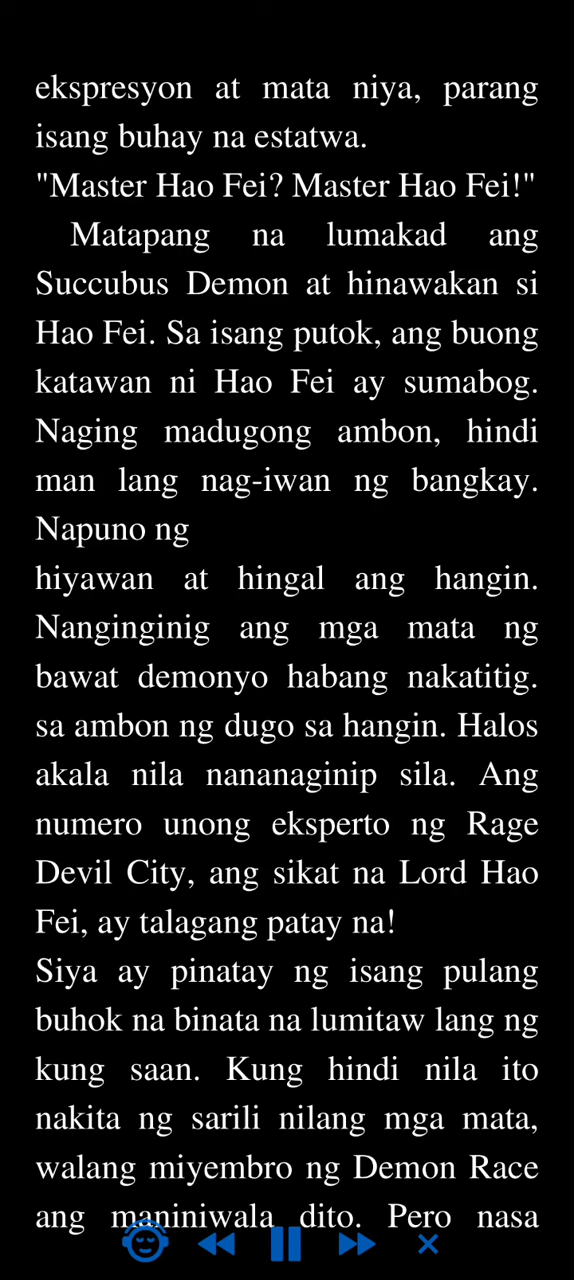 ekspresyon at mata niya, parang
isang buhay na estatwa.
"Master Hao Fei? Master Hao Fei!"
Matapang na lumakad ang
Succubus Demon at hinawakan si
Hao Fei. Sa isang putok, ang buong
katawan ni Hao Fei ay sumabog.
Naging madugong ambon, hindi
man lang nag-iwan ng bangkay.
Napuno ng
hiyawan at hingal ang hangin.
Nanginginig ang mga mata ng
bawat demonyo habang nakatitig.
sa ambon ng dugo sa hangin. Halos
akala nila nananaginip sila. Ang
numero unong eksperto ng Rage
Devil City, ang sikat na Lord Hao
Fei, ay talagang patay na!
Siya ay pinatay ng isang pulang
buhok na binata na lumitaw lang ng
kung saan. Kung hindi nila ito
nakita ng sarili nilang mga mata,
walang miyembro ng Demon Race
ang maniniwala dito. Pero nasa